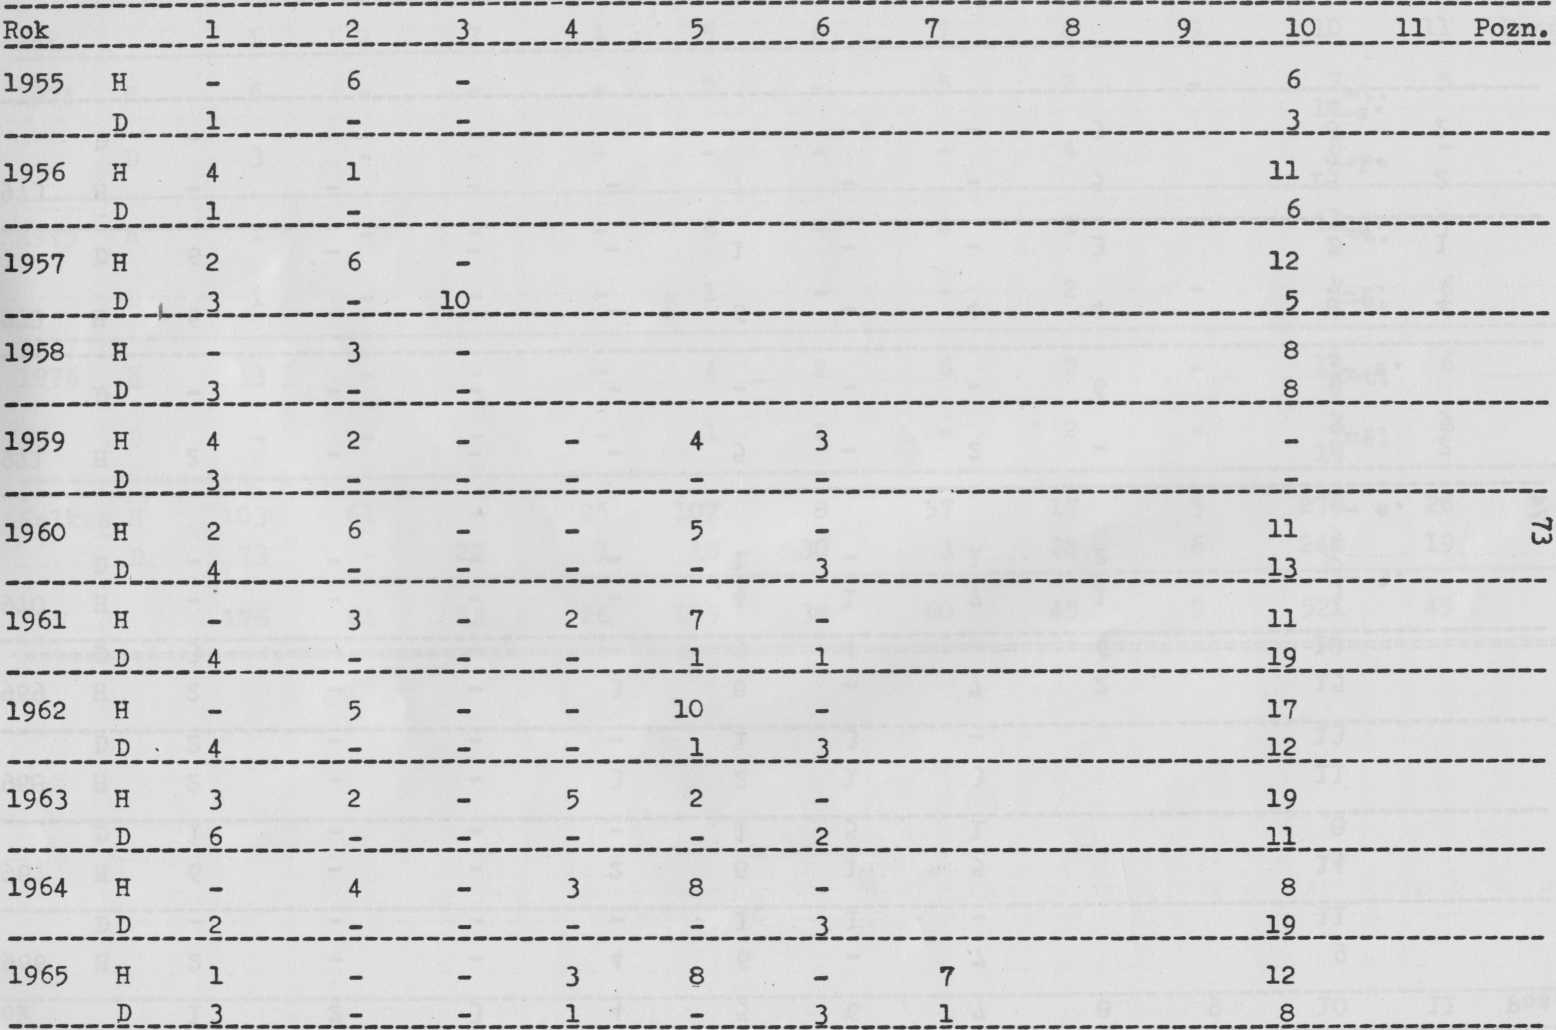 Rok 1 2 3 4 5 6 7 8 9 10 11 Pozn.
1955 H - 6 - 6
D 1 - - 3
1956 H 4 1 11
D 1 - 6
1957 H 2 6 - 12
D 3 - 10 5
1958 H - 3 - 8
D 3 - - 8
1959 H 4 2 - - 4 3 -
D 3 - - - - - -
1960 H 2 6 - - 5 - 11
D 4 - - - - 3 13
1961 H - 3 - 2 7 - 11
D 4 - - - 1 1 19
1962 H - 5 - - 10 - 17
D 4 - - - 1 3 12
1963 H 3 2 - 5 2 - 19
D 6 - - - - 2 11
1964 H - 4 - 3 8 - 8
D 2 - - - - 3 19
1965 H 1 - - 3 8 - 7 12
D 3 - - 1 - 3 1 8
73